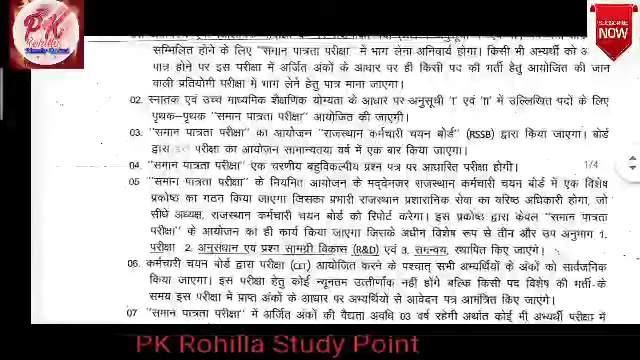 PK
Rohilla
Study Point
SUBSCRIBE
NOW
सम्मिलित होने के लिए "समान पात्रता परीक्षा" में भाग लेना अनिवार्य होगा। किसी भी अभ्यर्थी को
पात्र होने पर इस परीक्षा में अर्जित अंकों के आधार पर ही किसी पद की भर्ती हेतु आयोजित की जान
वाली प्रतियोगी परीक्षा में भाग लेने हेतु पात्र माना जाएगा।
02. स्नातक एवं उच्च माध्यमिक शैक्षणिक योग्यता के आधार पर अनुसूची 'I' एवं 'II' में उल्लिखित पदों के लिए
पृथक-पृथक "समान पात्रता परीक्षा" आयोजित की जाएगी।
03. "समान पात्रता परीक्षा" का आयोजन "राजस्थान कर्मचारी चयन बोर्ड" (RSSB) द्वारा किया जाएगा। बोर्ड
द्वारा परीक्षा का आयोजन सामान्यतया वर्ष में एक बार किया जाएगा।
04. "समान पात्रता परीक्षा" एक चरणीय बहुविकल्पीय प्रश्न पत्र पर आधारित परीक्षा होगी।
1/4
05 "समान पात्रता परीक्षा" के नियमित आयोजन के मद्देनजर राजस्थान कर्मचारी चयन बोर्ड में एक विशेष
प्रकोष्ठ का गठन किया जाएगा जिसका प्रभारी राजस्थान प्रशासनिक सेवा का वरिष्ठ अधिकारी होगा, जो
सीधे अध्यक्ष, राजस्थान कर्मचारी चयन बोर्ड को रिपोर्ट करेगा। इस प्रकोष्ठ द्वारा केवल "समान पात्रता
परीक्षा" के आयोजन का ही कार्य किया जाएगा जिसके अधीन विशेष रूप से तीन और उप अनुभाग 1.
परीक्षा 2. अनुसंधान एवं प्रश्न सामग्री विकास (R&D) एवं 3. समन्वय, स्थापित किए जाएंगे।
06. कर्मचारी चयन बोर्ड द्वारा परीक्षा (CET) आयोजित करने के पश्चात् सभी अभ्यर्थियों के अंकों को सार्वजनिक
किया जाएगा। इस परीक्षा हेतु कोई न्यूनतम उत्तीर्णांक नहीं होंगे बल्कि किसी पद विशेष की भर्ती के
समय इस परीक्षा में प्राप्त अंकों के आधार पर अभ्यर्थियों से आवेदन पत्र आमंत्रित किए जाएंगे।
07 "समान पात्रता परीक्षा" में अर्जित अंकों की वैद्यता अवधि 03 वर्ष रहेगी अर्थात कोई भी अभ्यर्थी परीक्षा में
PK Rohilla Study Point